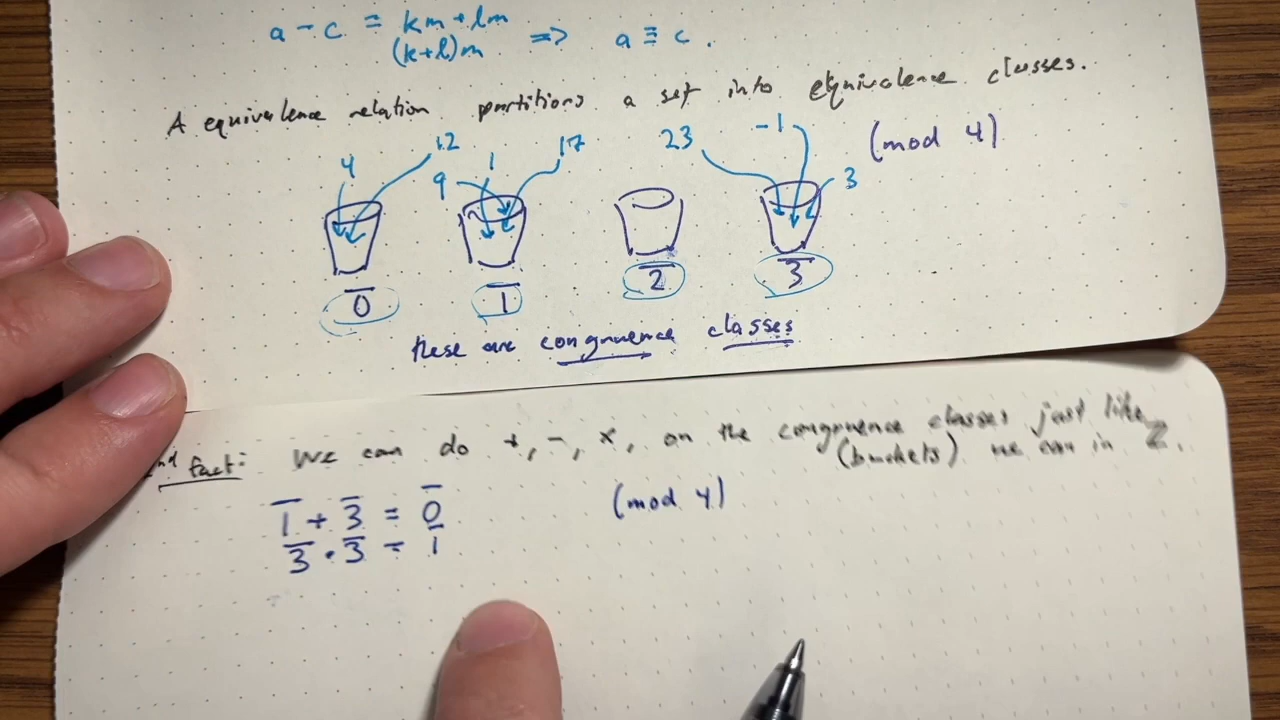 a - c = km + lm
(k+l)m => a ≡ c.
A equivalence relation partitions a set into equivalence classes.
4 12 9 1 17 23 -1 3 (mod 4)
0̅ 1̅ 2̅ 3̅
these are congruence classes
nd fact: We can do +, -, ×, on the congruence classes just like
(buckets) we can in ℤ.
1̅ + 3̅ = 0̅ (mod 4)
3̅ · 3̅ = 1̅